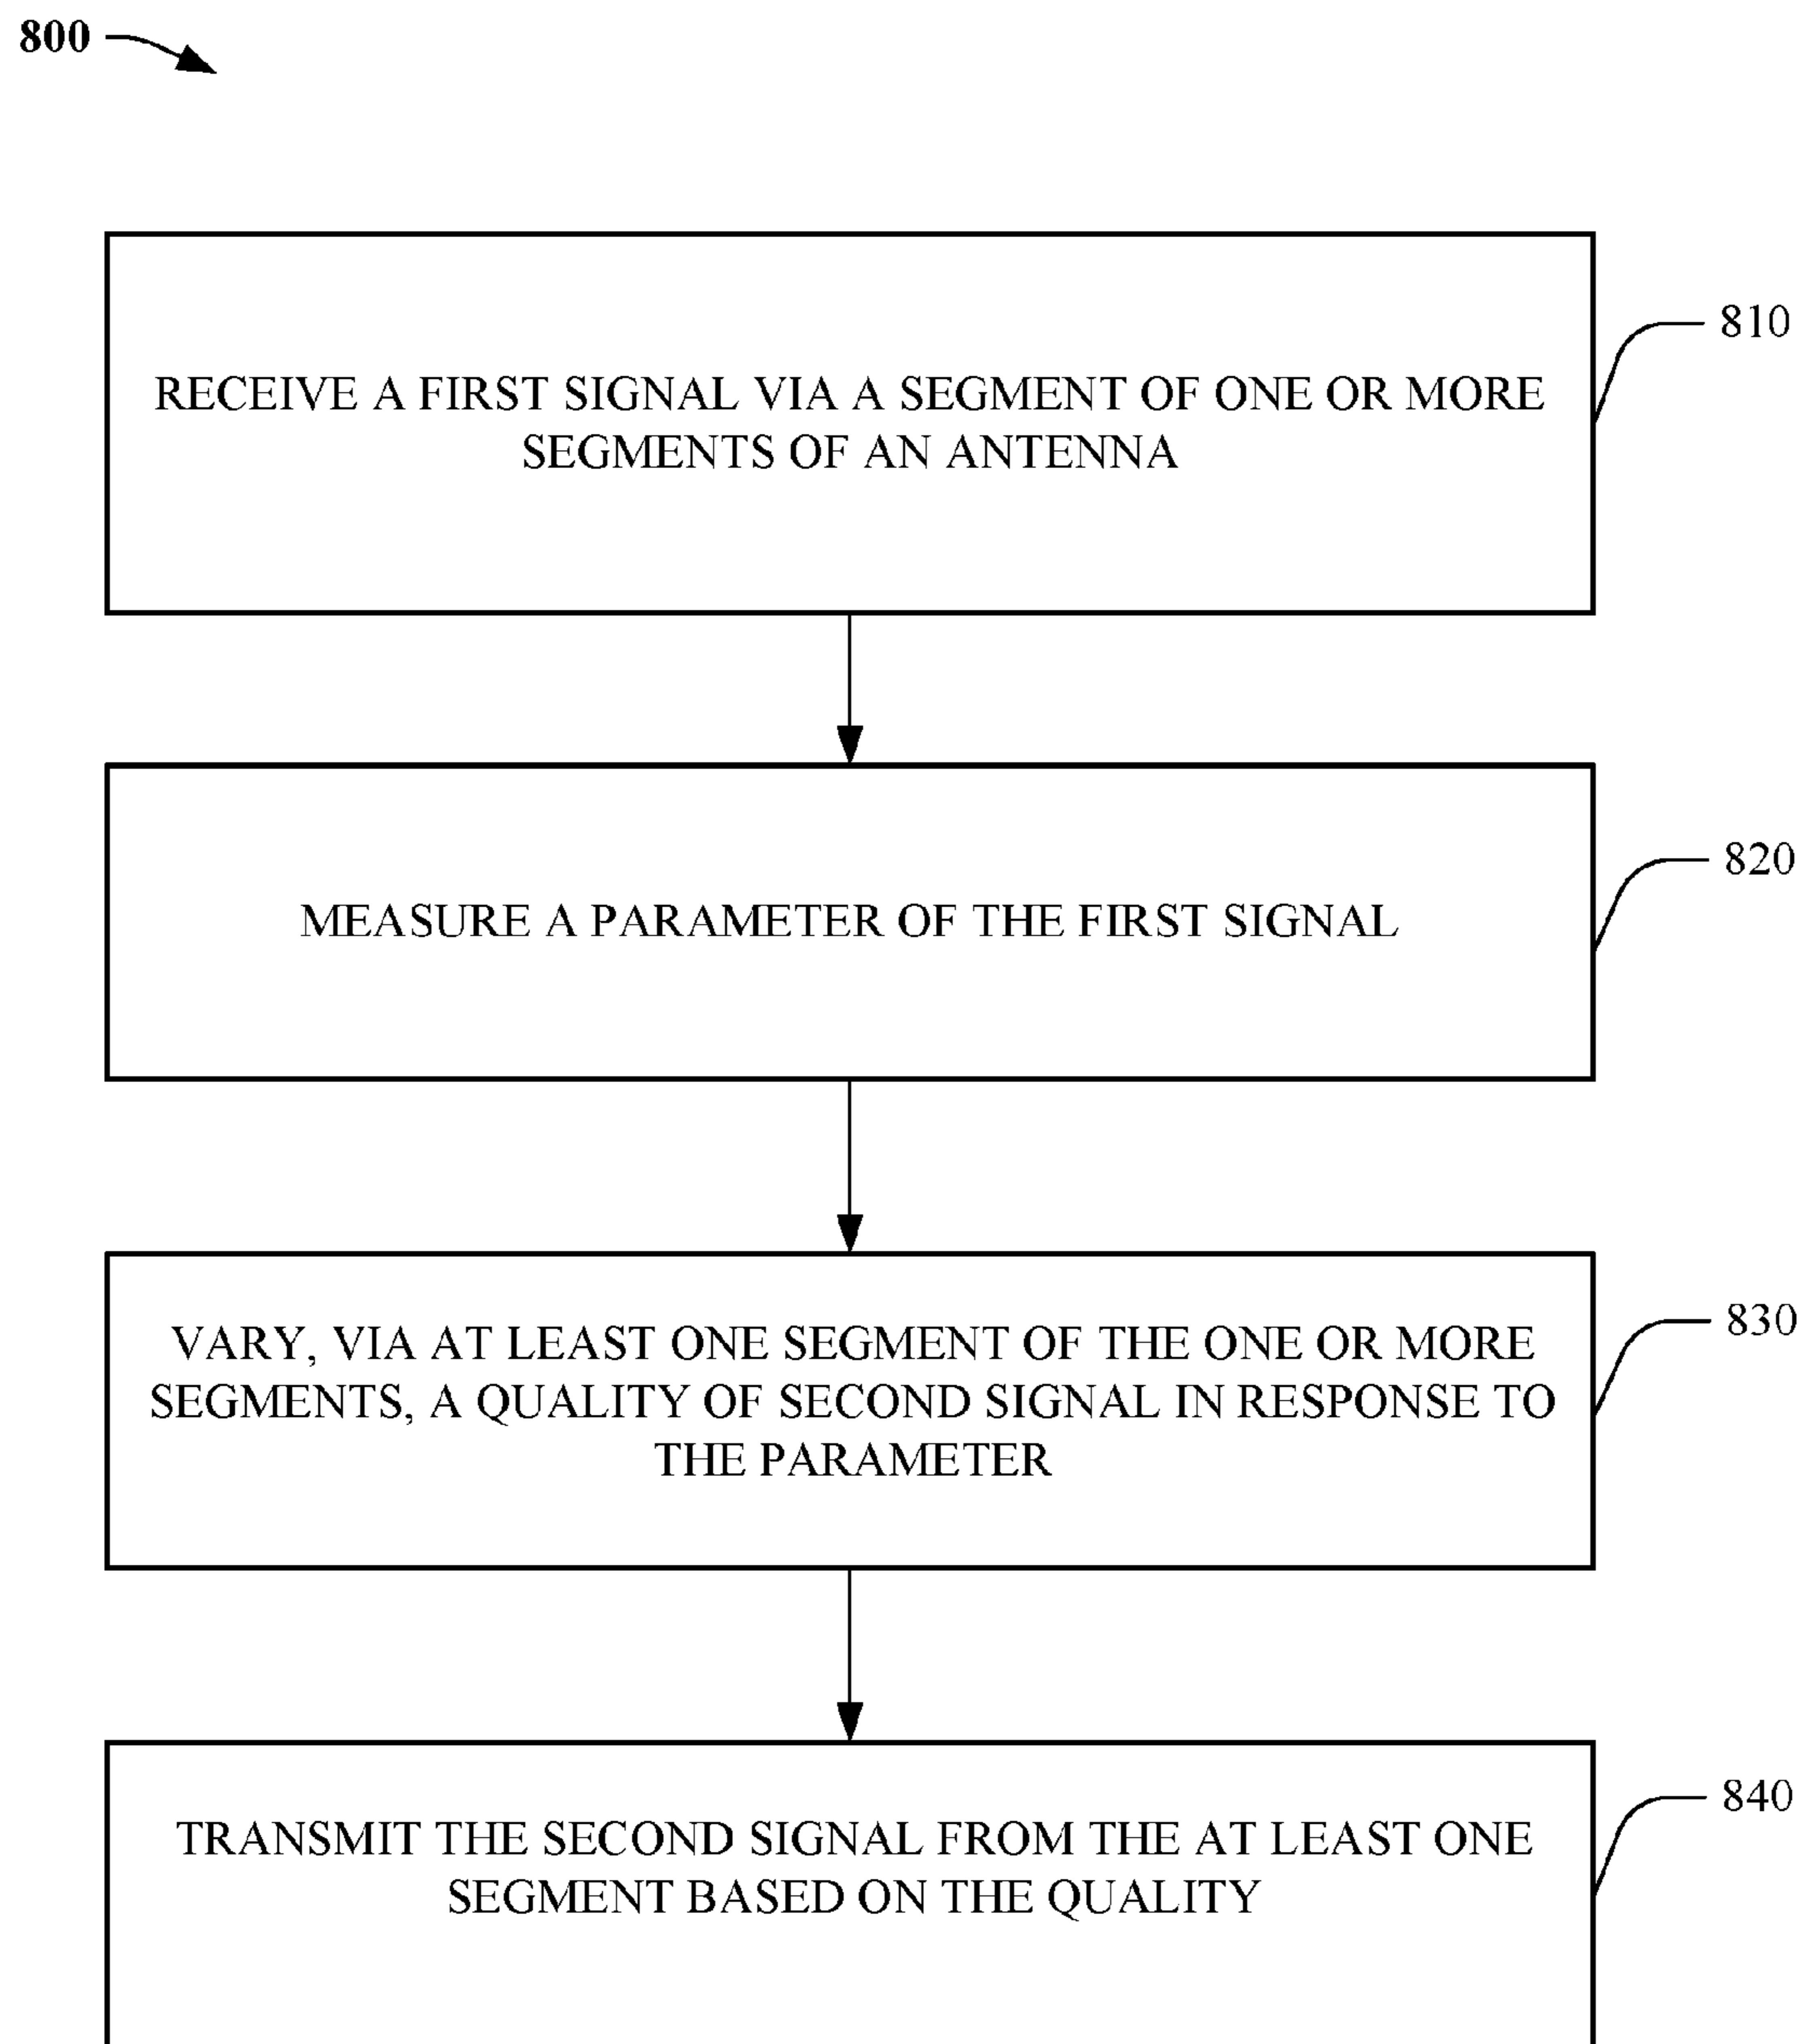 800
RECEIVE A FIRST SIGNAL VIA A SEGMENT OF ONE OR MORE
SEGMENTS OF AN ANTENNA
810
MEASURE A PARAMETER OF THE FIRST SIGNAL
820
VARY, VIA AT LEAST ONE SEGMENT OF THE ONE OR MORE
SEGMENTS, A QUALITY OF SECOND SIGNAL IN RESPONSE TO
THE PARAMETER
830
TRANSMIT THE SECOND SIGNAL FROM THE AT LEAST ONE
SEGMENT BASED ON THE QUALITY
840